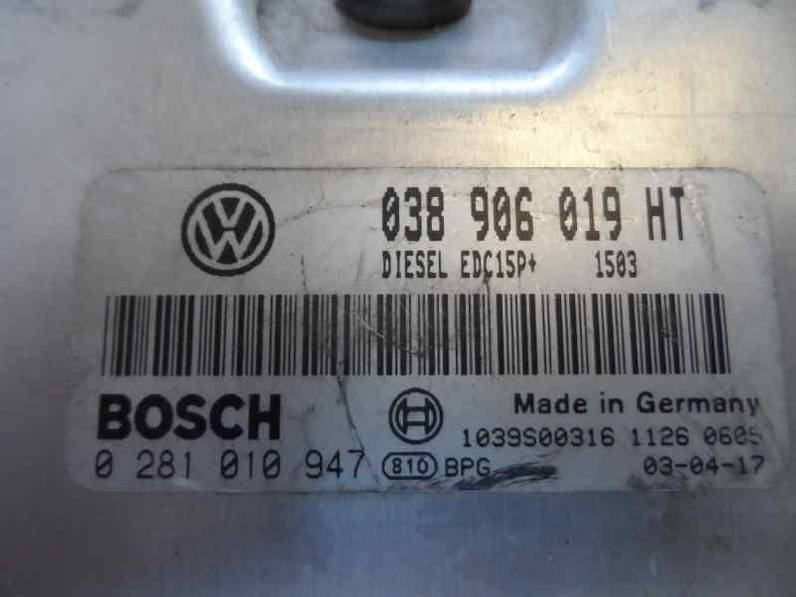 038 906 019 HT
DIESEL EDC15P+ 1503
BOSCH Made in Germany
1039S00316 1126
0 281 010 947 810 BPG 03-04-17